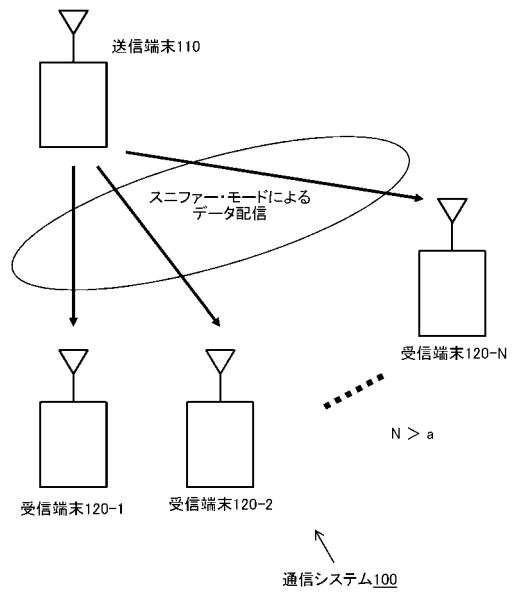 送信端末110
スニファー・モードによる
データ配信
受信端末120-N
N ＞ a
受信端末120-1
受信端末120-2
通信システム100